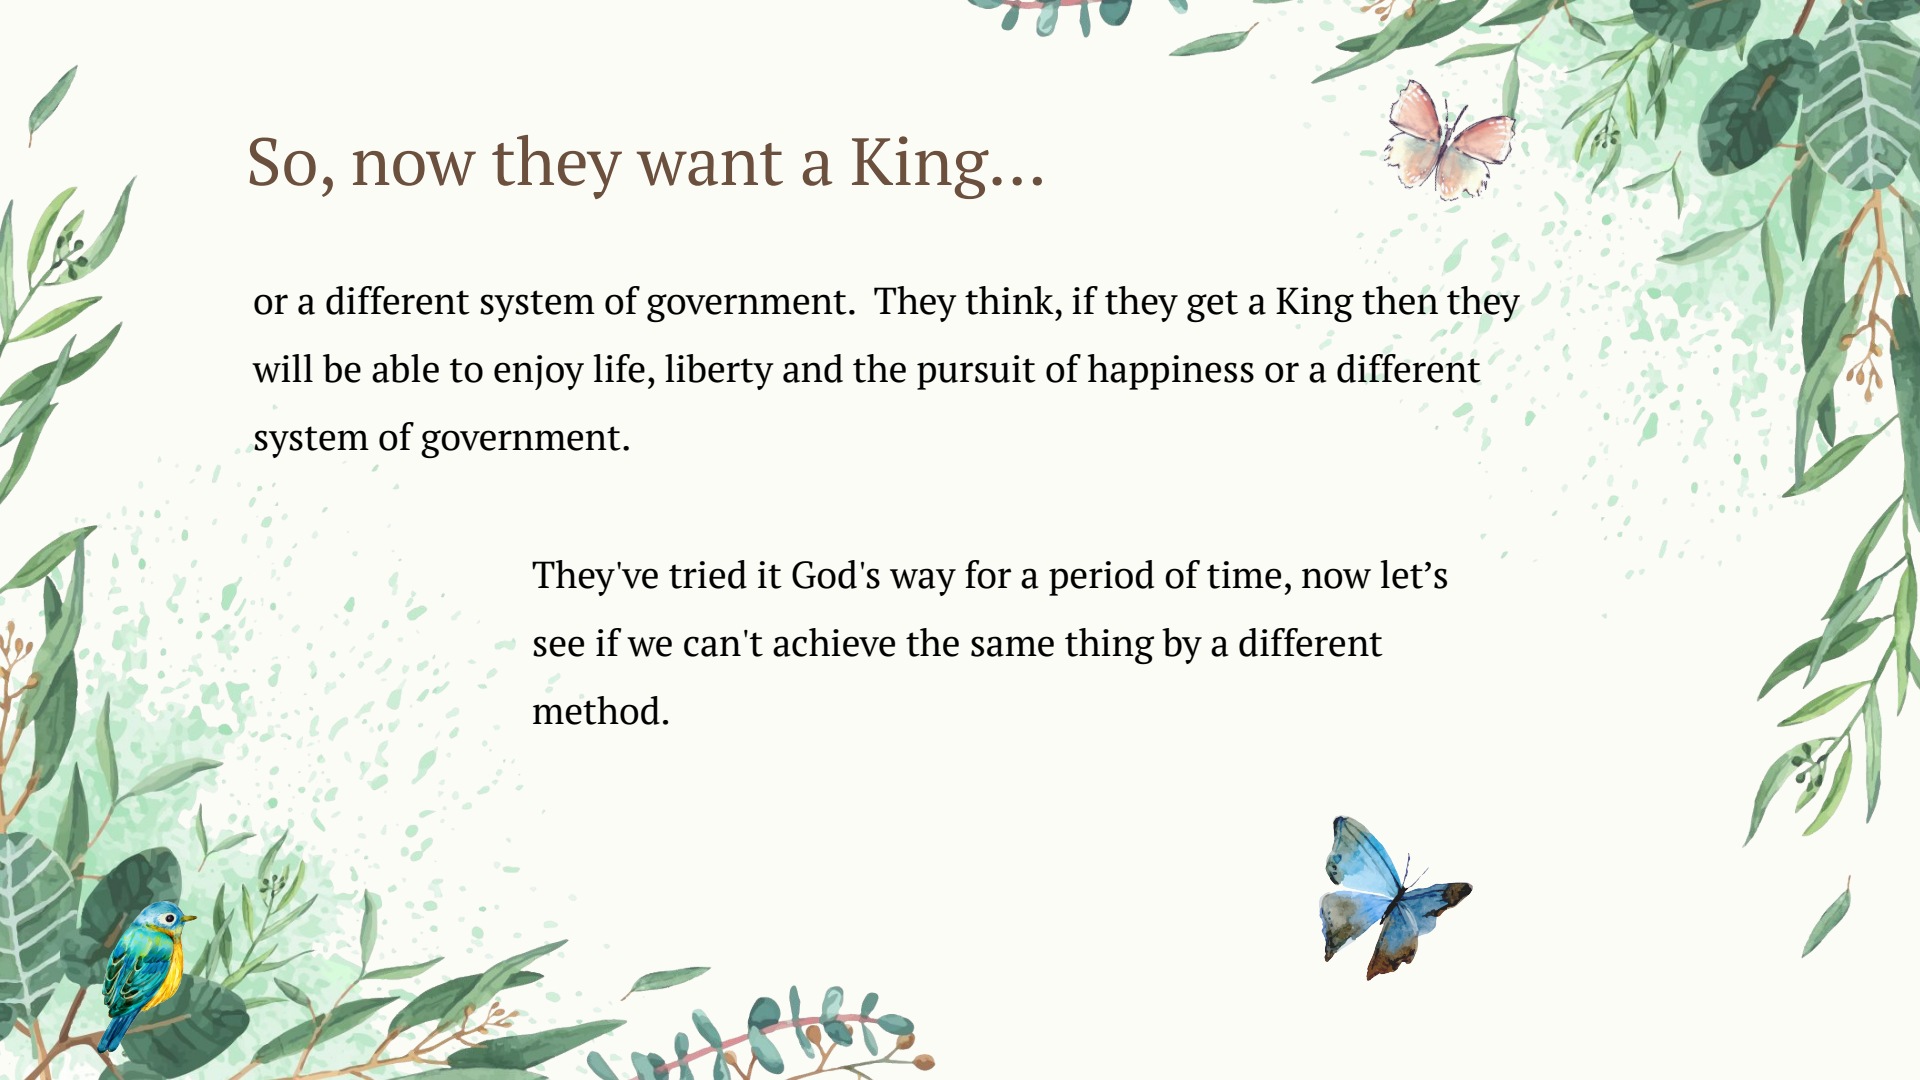 So, now they want a King...
or a different system of government.  They think, if they get a King then they
will be able to enjoy life, liberty and the pursuit of happiness or a different
system of government.
They've tried it God's way for a period of time, now let’s
see if we can't achieve the same thing by a different
method.